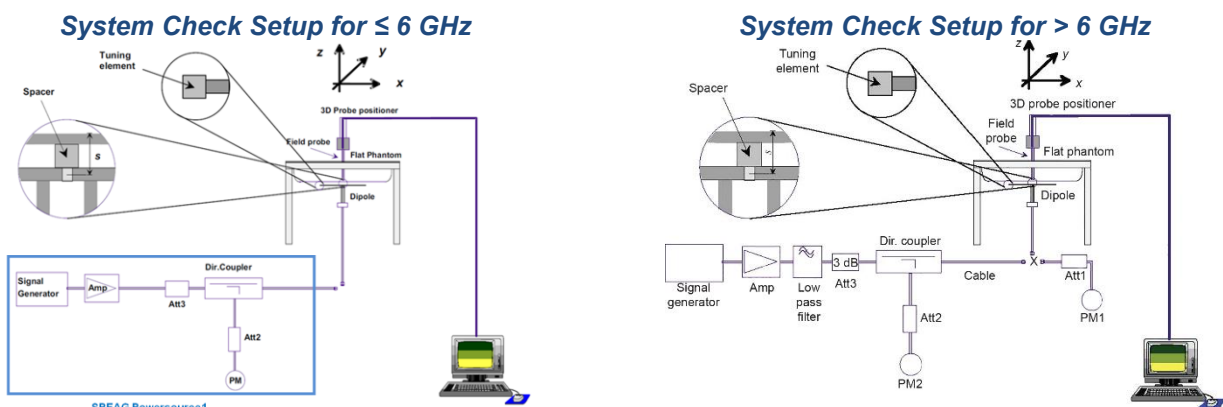 System Check Setup for ≤ 6 GHz
Tuning
element
z
y
x
Spacer
3D Probe positioner
s
Field probe
Flat Phantom
Dipole
Signal
Generator
Amp
Att3
Dir.Coupler
Att2
PM
SPEAG Powersource1
System Check Setup for > 6 GHz
Tuning
element
z
y
x
Spacer
3D probe positioner
s
Field
probe
Flat phantom
Dipole
Signal
generator
Amp
Low
pass
filter
3 dB
Att3
Dir. coupler
Cable
X
Att1
PM1
Att2
PM2